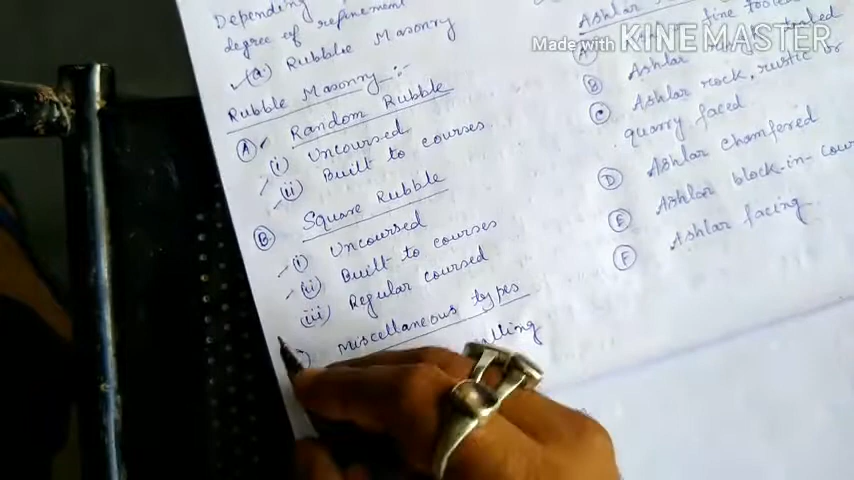 Depending
degree of refinement
(a) Rubble Masonry
Rubble Masonry :-
(A) Random Rubble
(i) Uncoursed
(ii) Built to courses
(B) Square Rubble
(i) Uncoursed
(ii) Built to courses
(iii) Regular coursed
Miscellaneous types
Ashlar
(A) fine tooled
(B) Ashlar
(C) Ashlar rock, rustic or
quarry faced
(D) Ashlar chamfered
(E) Ashlar block-in-cour
(F) Ashlar facing
Made with KINEMASTER